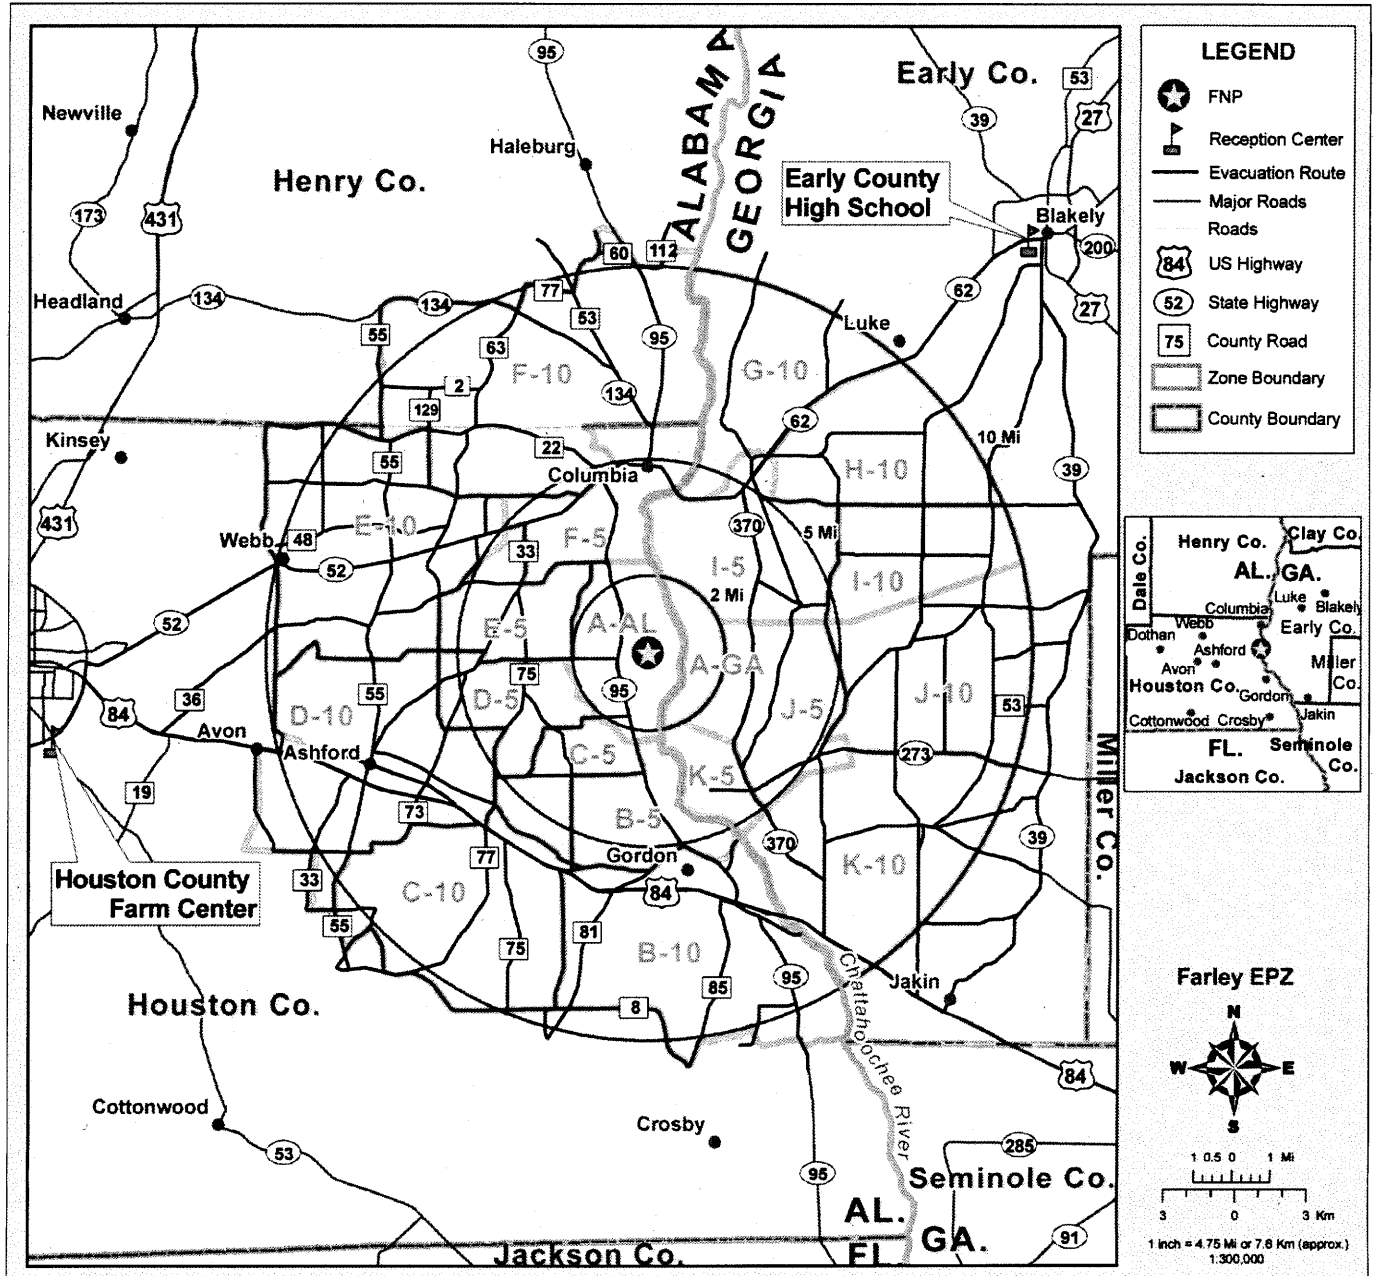 95
ALABAMA
GEORGIA
Early Co.
53
27
39
Newville
Haleburg
Henry Co.
173
431
Early County
High School
Blakely
200
60
112
27
Headland
134
134
77
62
55
53
95
Luke
63
F-10
G-10
2
134
129
62
Kinsey
22
10 Mi
55
Columbia
H-10
39
431
E-10
370
Webb
48
F-5
5 Mi
33
52
I-5
I-10
2 Mi
52
E-5
A-AL
A-GA
36
55
75
95
D-5
J-5
J-10
53
84
D-10
Avon
Ashford
C-5
273
K-5
Miller Co.
19
73
B-5
370
39
77
Gordon
K-10
Houston County
Farm Center
33
C-10
84
55
75
81
B-10
95
85
Jakin
Chattahoochee River
Houston Co.
8
84
Cottonwood
Crosby
53
285
95
Seminole Co.
AL.
GA.
FL
91
Jackson Co.
LEGEND
FNP
Reception Center
Evacuation Route
Major Roads
Roads
84 US Highway
52 State Highway
75 County Road
Zone Boundary
County Boundary
Dale Co.
Henry Co.
Clay Co.
AL. GA.
Luke
Columbia
Blakely
Webb
Early Co.
Dothan
Ashford
Avon
Miller
Co.
Houston Co.
Gordon
Cottonwood
Crosby
Jakin
FL.
Seminole
Co.
Jackson Co.
Farley EPZ
N
W
E
S
1 0.5 0 1 Mi
3 0 3 Km
1 inch = 4.75 Mi or 7.6 Km (approx.)
1:300,000